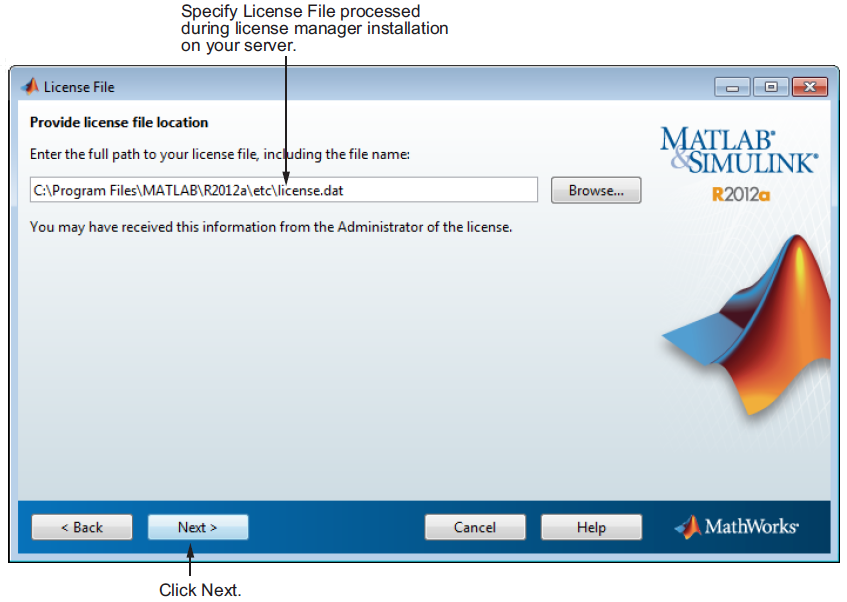 Specify License File processed
during license manager installation
on your server.
License File
Provide license file location
Enter the full path to your license file, including the file name:
C:\Program Files\MATLAB\R2012a\etc\license.dat
Browse...
You may have received this information from the Administrator of the license.
MATLAB®
&SIMULINK®
R2012a
< Back
Next >
Cancel
Help
MathWorks®
Click Next.